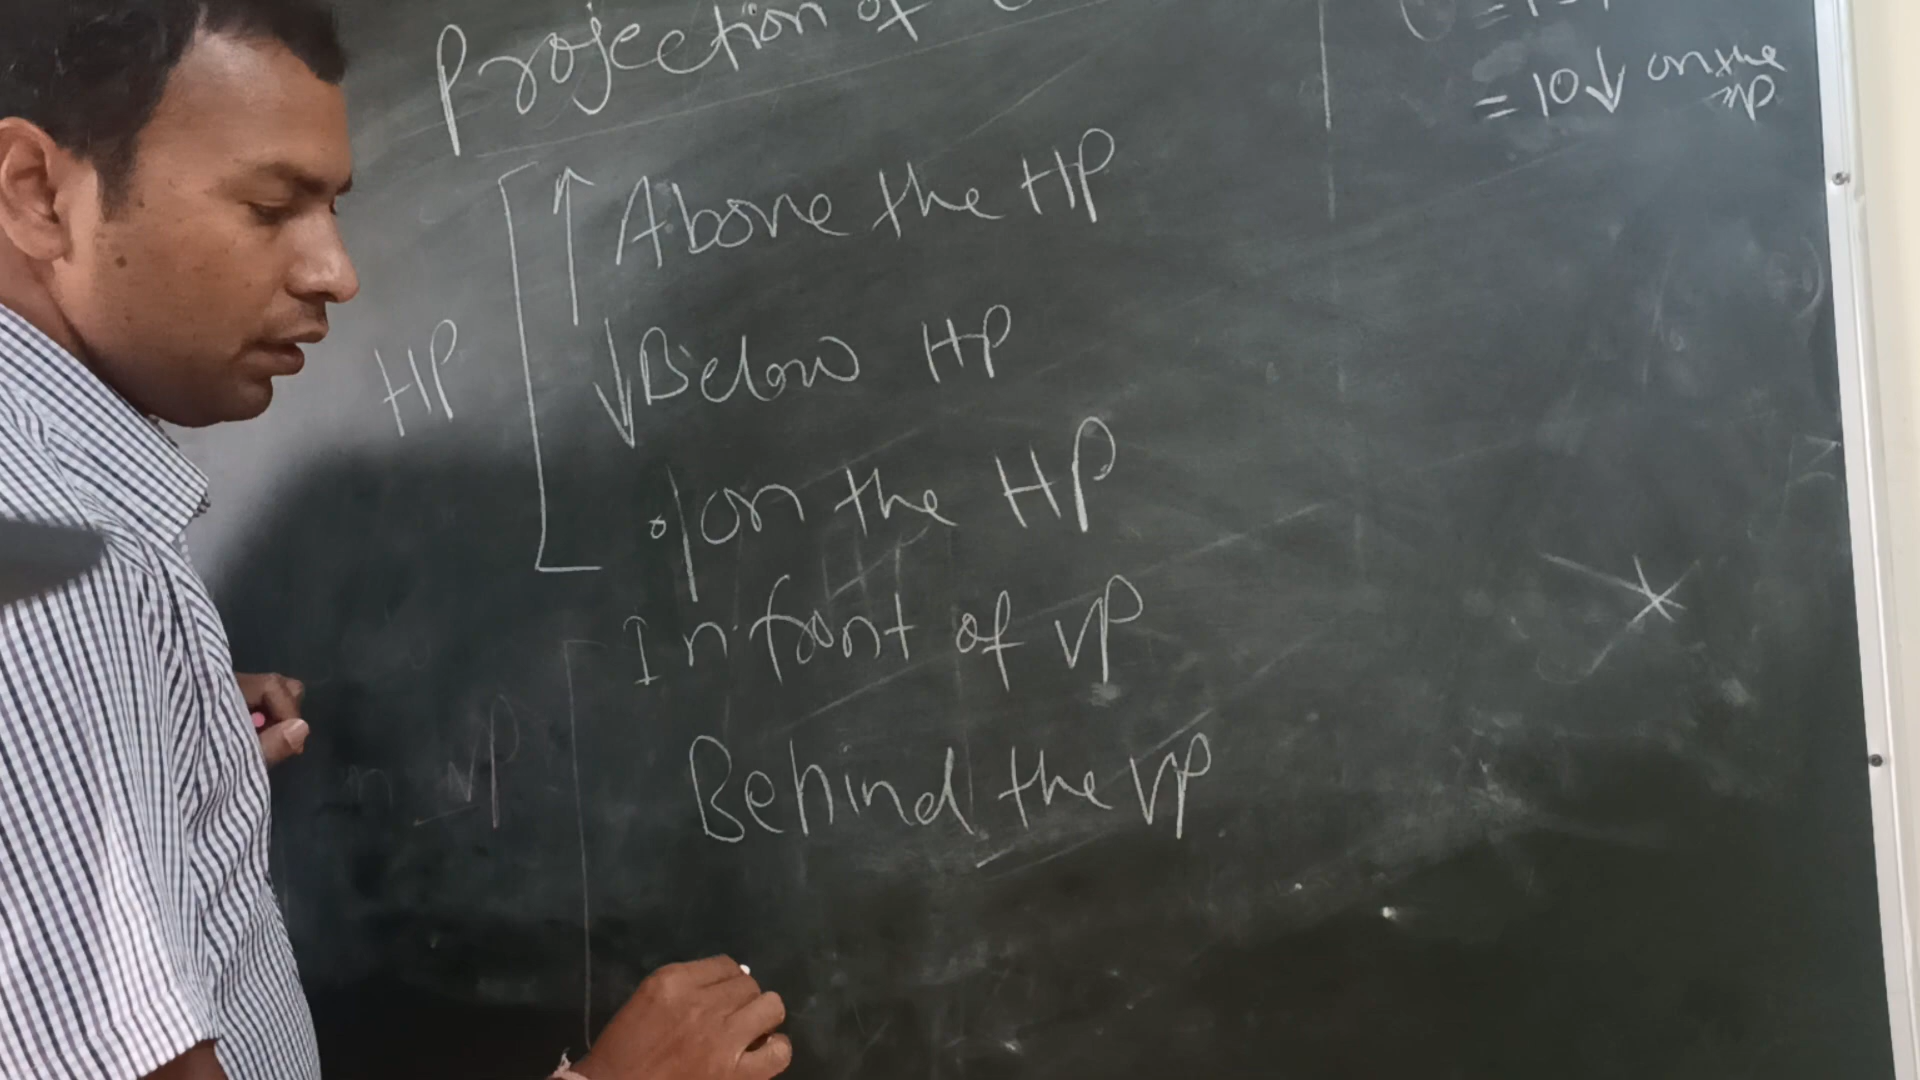 Projection of
HP
↑ Above the HP
↓ Below HP
on the HP
VP
In front of VP
Behind the VP
= 10↓ on the